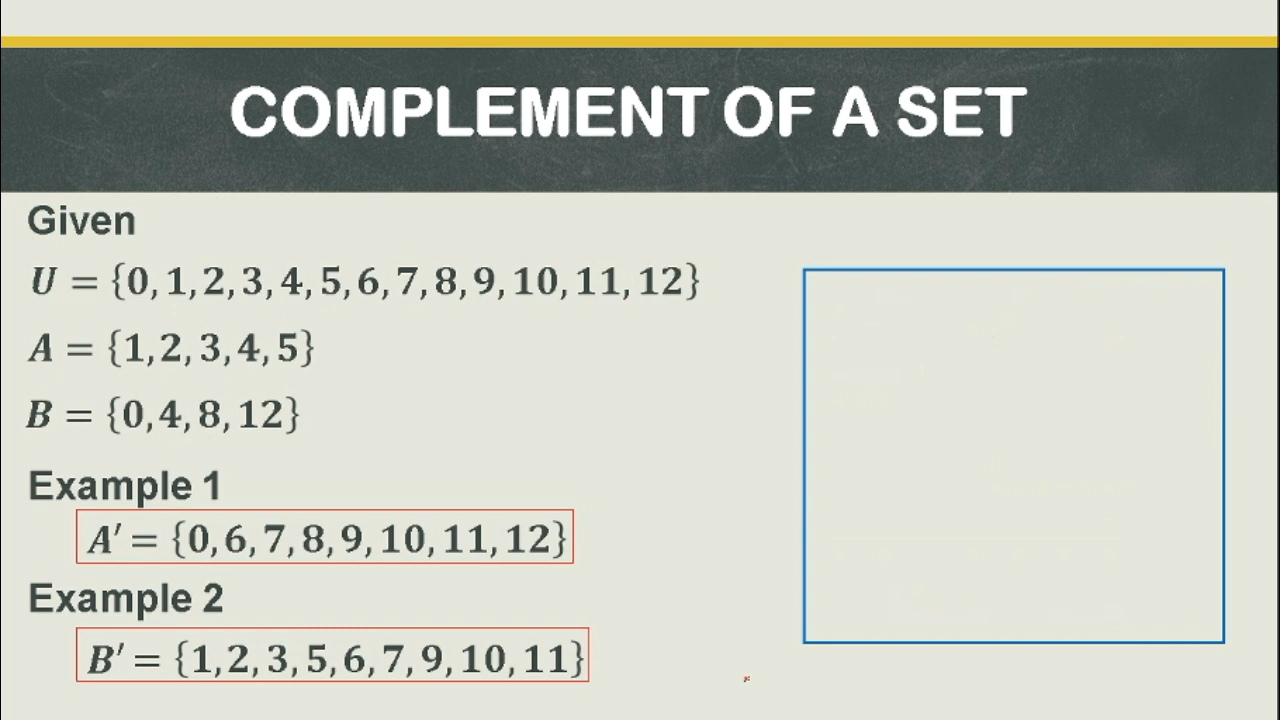 COMPLEMENT OF A SET
Given
U = {0, 1, 2, 3, 4, 5, 6, 7, 8, 9, 10, 11, 12}
A = {1, 2, 3, 4, 5}
B = {0, 4, 8, 12}
Example 1
A′ = {0, 6, 7, 8, 9, 10, 11, 12}
Example 2
B′ = {1, 2, 3, 5, 6, 7, 9, 10, 11}